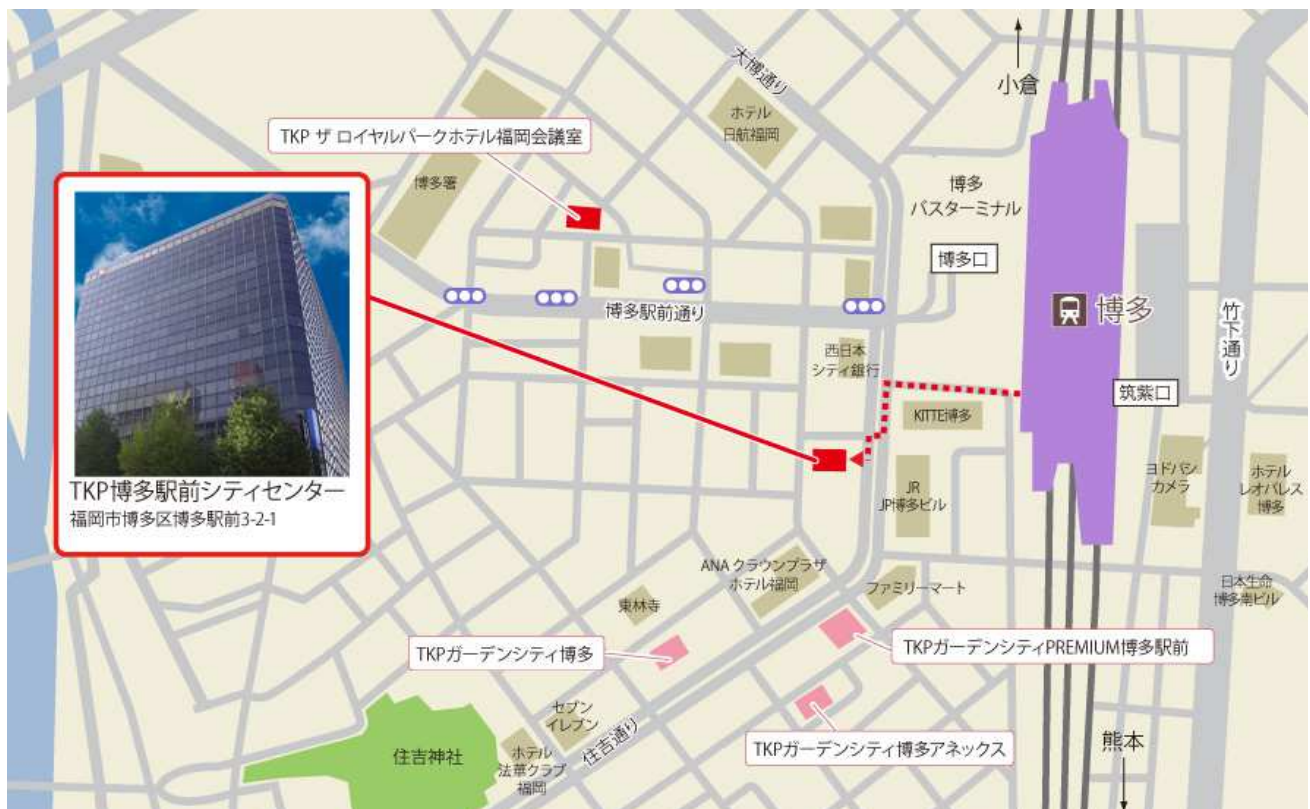 小倉
大博通り
ホテル
日航福岡
TKP ザ ロイヤルパークホテル福岡会議室
博多署
博多
バスターミナル
博多口
博多駅前通り
博多
竹下通り
西日本
シティ銀行
筑紫口
KITTE博多
TKP博多駅前シティセンター
福岡市博多区博多駅前3-2-1
ヨドバシ
カメラ
ホテル
レオパレス
博多
JR
JP博多ビル
ANA クラウンプラザ
ホテル福岡
ファミリーマート
日本生命
博多南ビル
東林寺
TKPガーデンシティ博多
TKPガーデンシティPREMIUM博多駅前
セブン
イレブン
住吉通り
TKPガーデンシティ博多アネックス
熊本
住吉神社
ホテル
法華クラブ
福岡